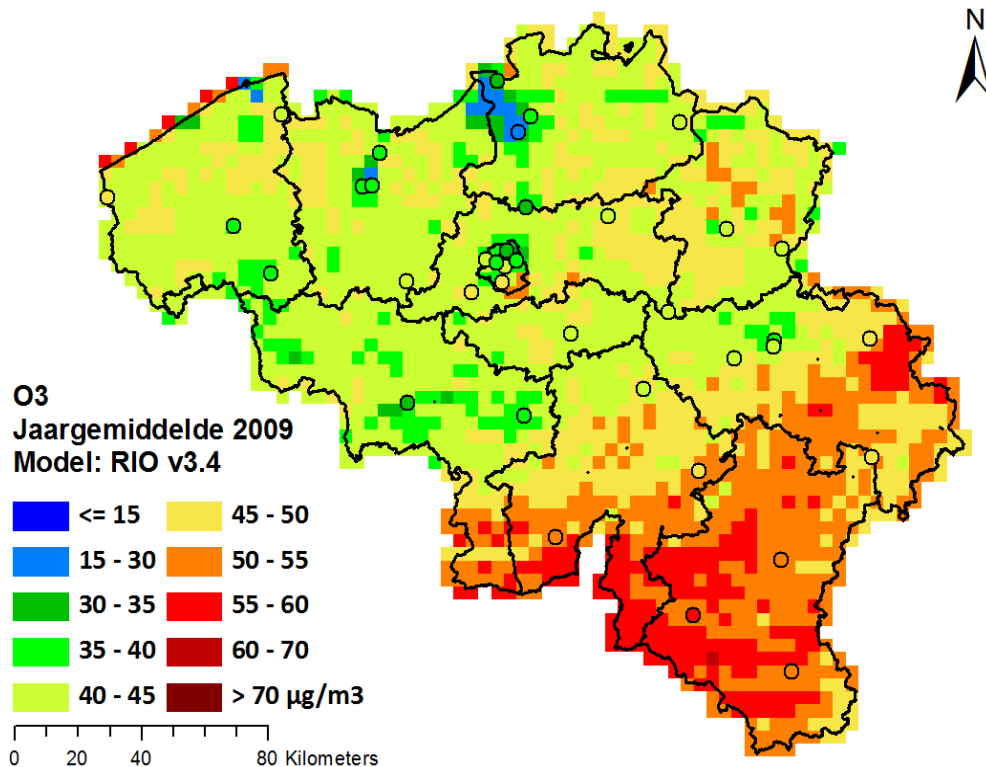 N
O3
Jaargemiddelde 2009
Model: RIO v3.4
<= 15 45 - 50
15 - 30 50 - 55
30 - 35 55 - 60
35 - 40 60 - 70
40 - 45 > 70 µg/m3
0 20 40 80 Kilometers